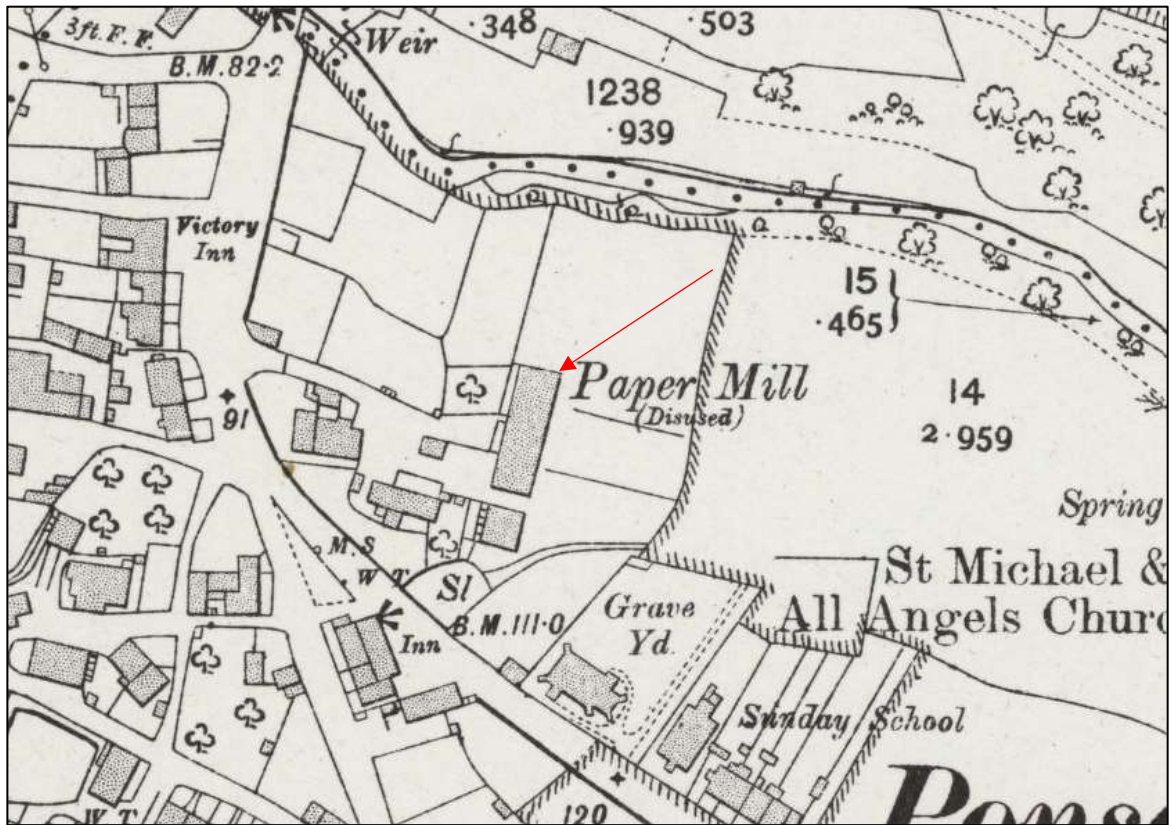 3ft. F. F.
Weir
·348
·503
B.M. 82·2
1238
·939
Victory
Inn
15
·465
Paper Mill
(Disused)
14
2·959
91
Spring
M.S
W.T.
Sl
B.M. 111·0
Inn
Grave
Yd.
St Michael &
All Angels Churc
Sunday School
W.T.
120
Pons